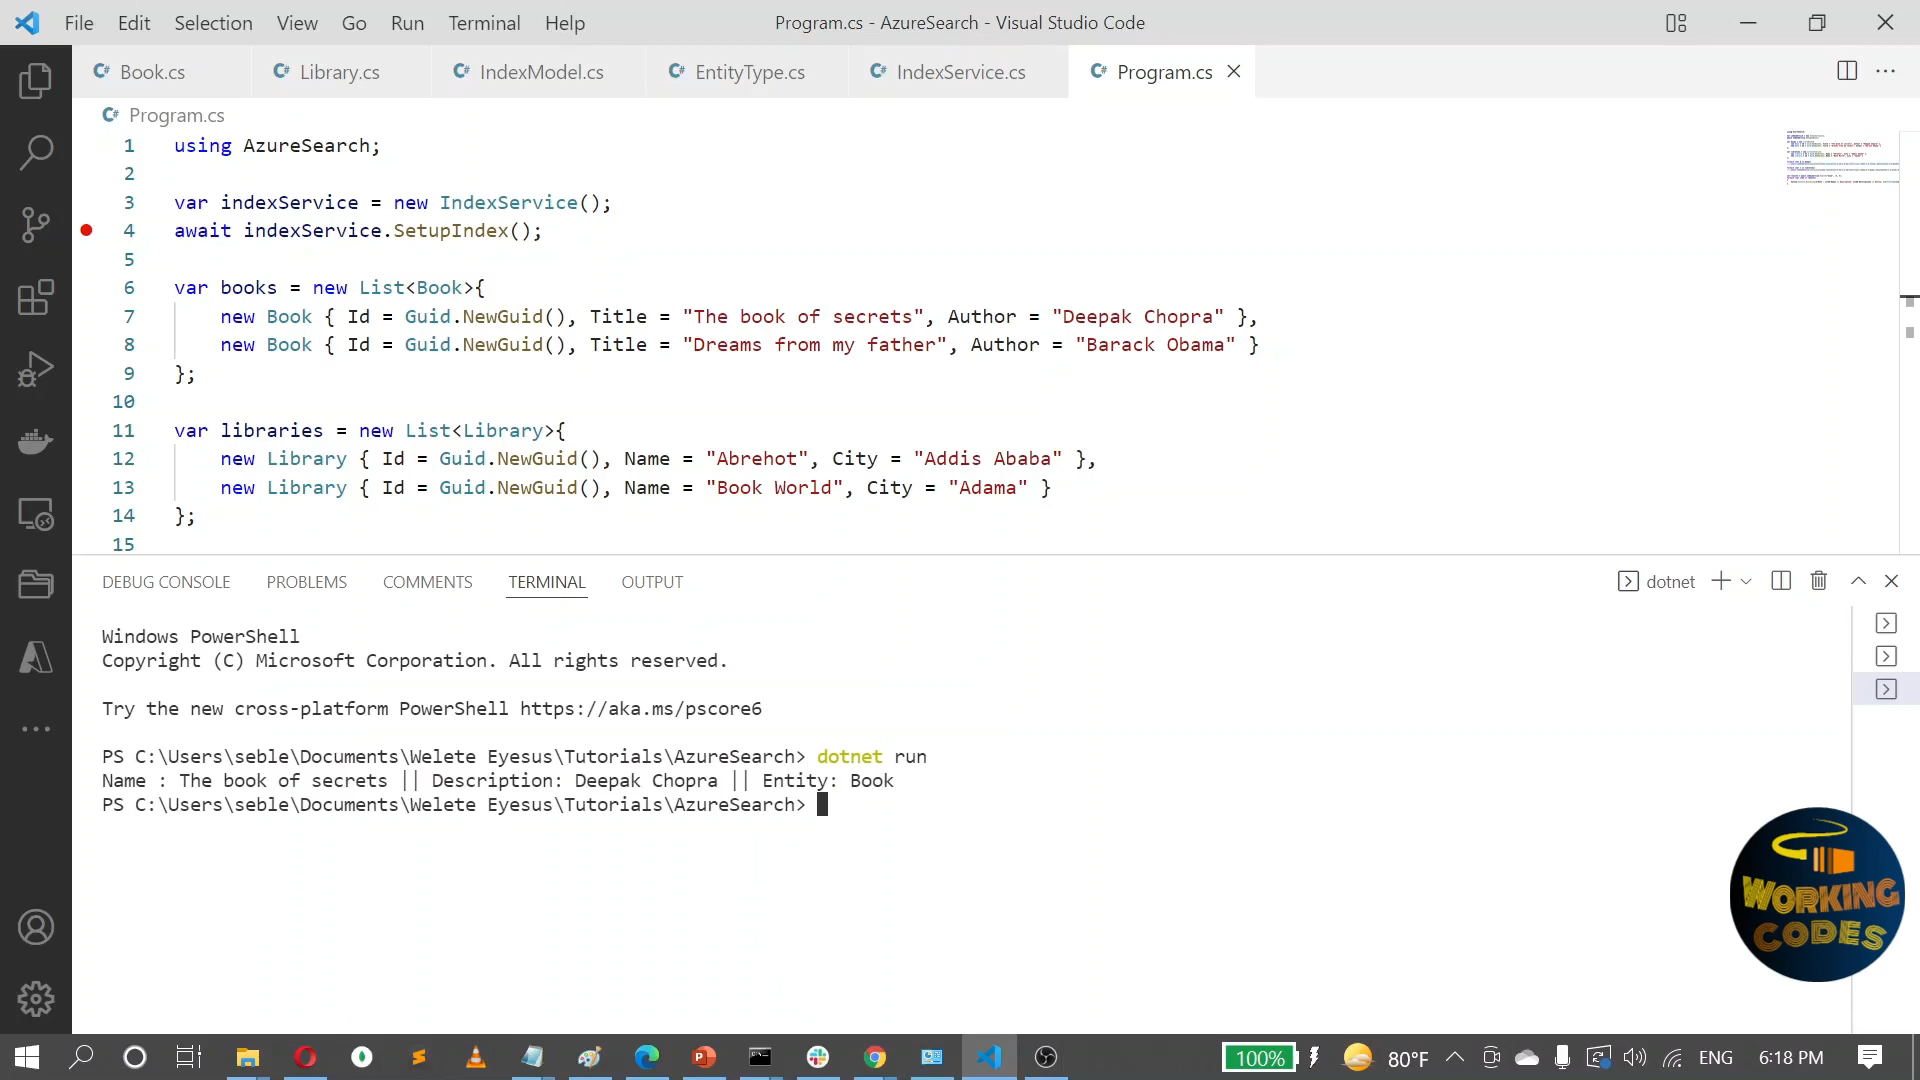 File Edit Selection View Go Run Terminal Help Program.cs - AzureSearch - Visual Studio Code
Book.cs Library.cs IndexModel.cs EntityType.cs IndexService.cs Program.cs
Program.cs
1 using AzureSearch;
2
3 var indexService = new IndexService();
4 await indexService.SetupIndex();
5
6 var books = new List<Book>{
7 new Book { Id = Guid.NewGuid(), Title = "The book of secrets", Author = "Deepak Chopra" },
8 new Book { Id = Guid.NewGuid(), Title = "Dreams from my father", Author = "Barack Obama" }
9 };
10
11 var libraries = new List<Library>{
12 new Library { Id = Guid.NewGuid(), Name = "Abrehot", City = "Addis Ababa" },
13 new Library { Id = Guid.NewGuid(), Name = "Book World", City = "Adama" }
14 };
15
DEBUG CONSOLE PROBLEMS COMMENTS TERMINAL OUTPUT dotnet
Windows PowerShell
Copyright (C) Microsoft Corporation. All rights reserved.
Try the new cross-platform PowerShell https://aka.ms/pscore6
PS C:\Users\seble\Documents\Welete Eyesus\Tutorials\AzureSearch> dotnet run
Name : The book of secrets || Description: Deepak Chopra || Entity: Book
PS C:\Users\seble\Documents\Welete Eyesus\Tutorials\AzureSearch>
WORKING
CODES
100% 80°F ENG 6:18 PM